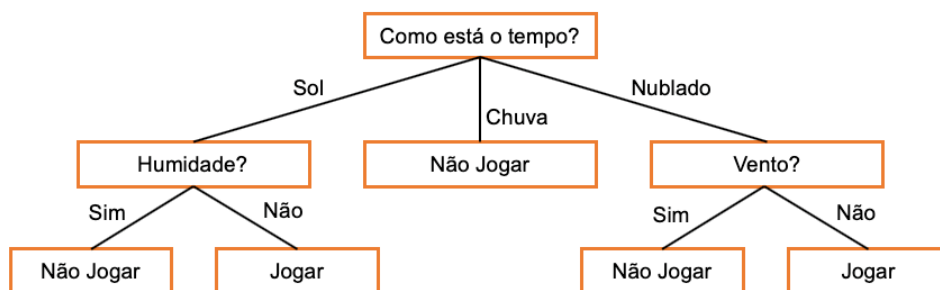 Como está o tempo?
Sol
Chuva
Nublado
Humidade?
Não Jogar
Vento?
Sim
Não
Sim
Não
Não Jogar
Jogar
Não Jogar
Jogar